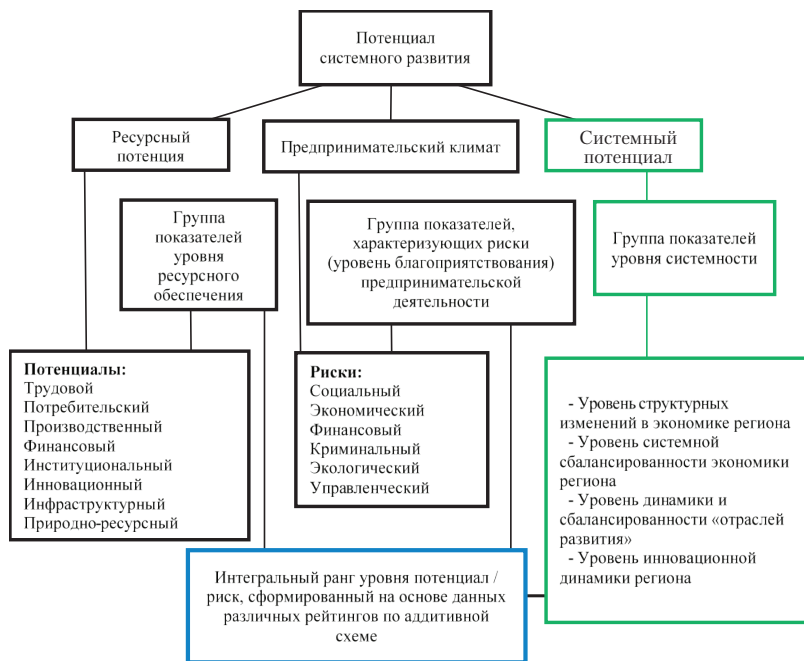 Потенциал
системного развития
Ресурсный
потенция
Предпринимательский климат
Системный
потенциал
Группа
показателей
уровня
ресурсного
обеспечения
Группа показателей,
характеризующих риски
(уровень благоприятствования)
предпринимательской
деятельности
Группа показателей
уровня системности
Потенциалы:
Трудовой
Потребительский
Производственный
Финансовый
Институциональный
Инновационный
Инфраструктурный
Природно-ресурсный
Риски:
Социальный
Экономический
Финансовый
Криминальный
Экологический
Управленческий
- Уровень структурных
изменений в экономике региона
- Уровень системной
сбалансированности экономики
региона
- Уровень динамики и
сбалансированности «отраслей
развития»
- Уровень инновационной
динамики региона
Интегральный ранг уровня потенциал /
риск, сформированный на основе данных
различных рейтингов по аддитивной
схеме